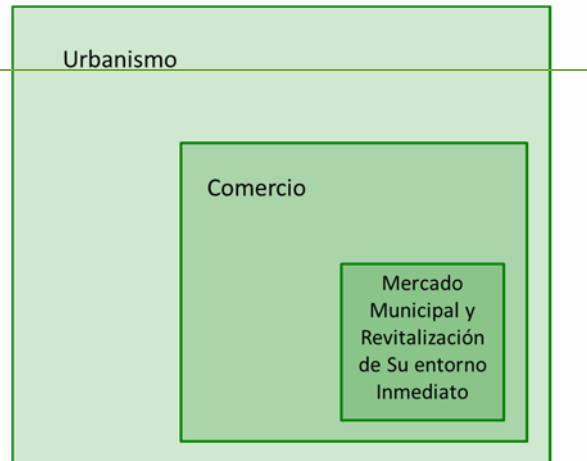 Urbanismo
Comercio
Mercado
Municipal y
Revitalización
de Su entorno
Inmediato